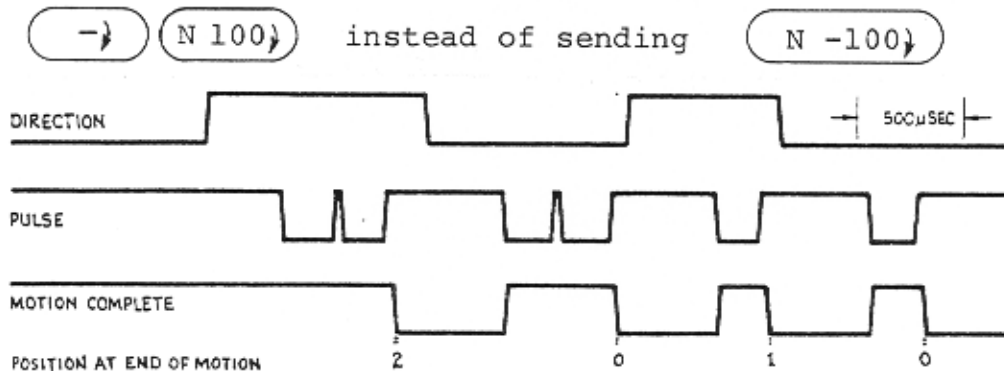 -⤸ N 100⤸ instead of sending N -100⤸
DIRECTION
500µSEC
PULSE
MOTION COMPLETE
POSITION AT END OF MOTION 2 0 1 0